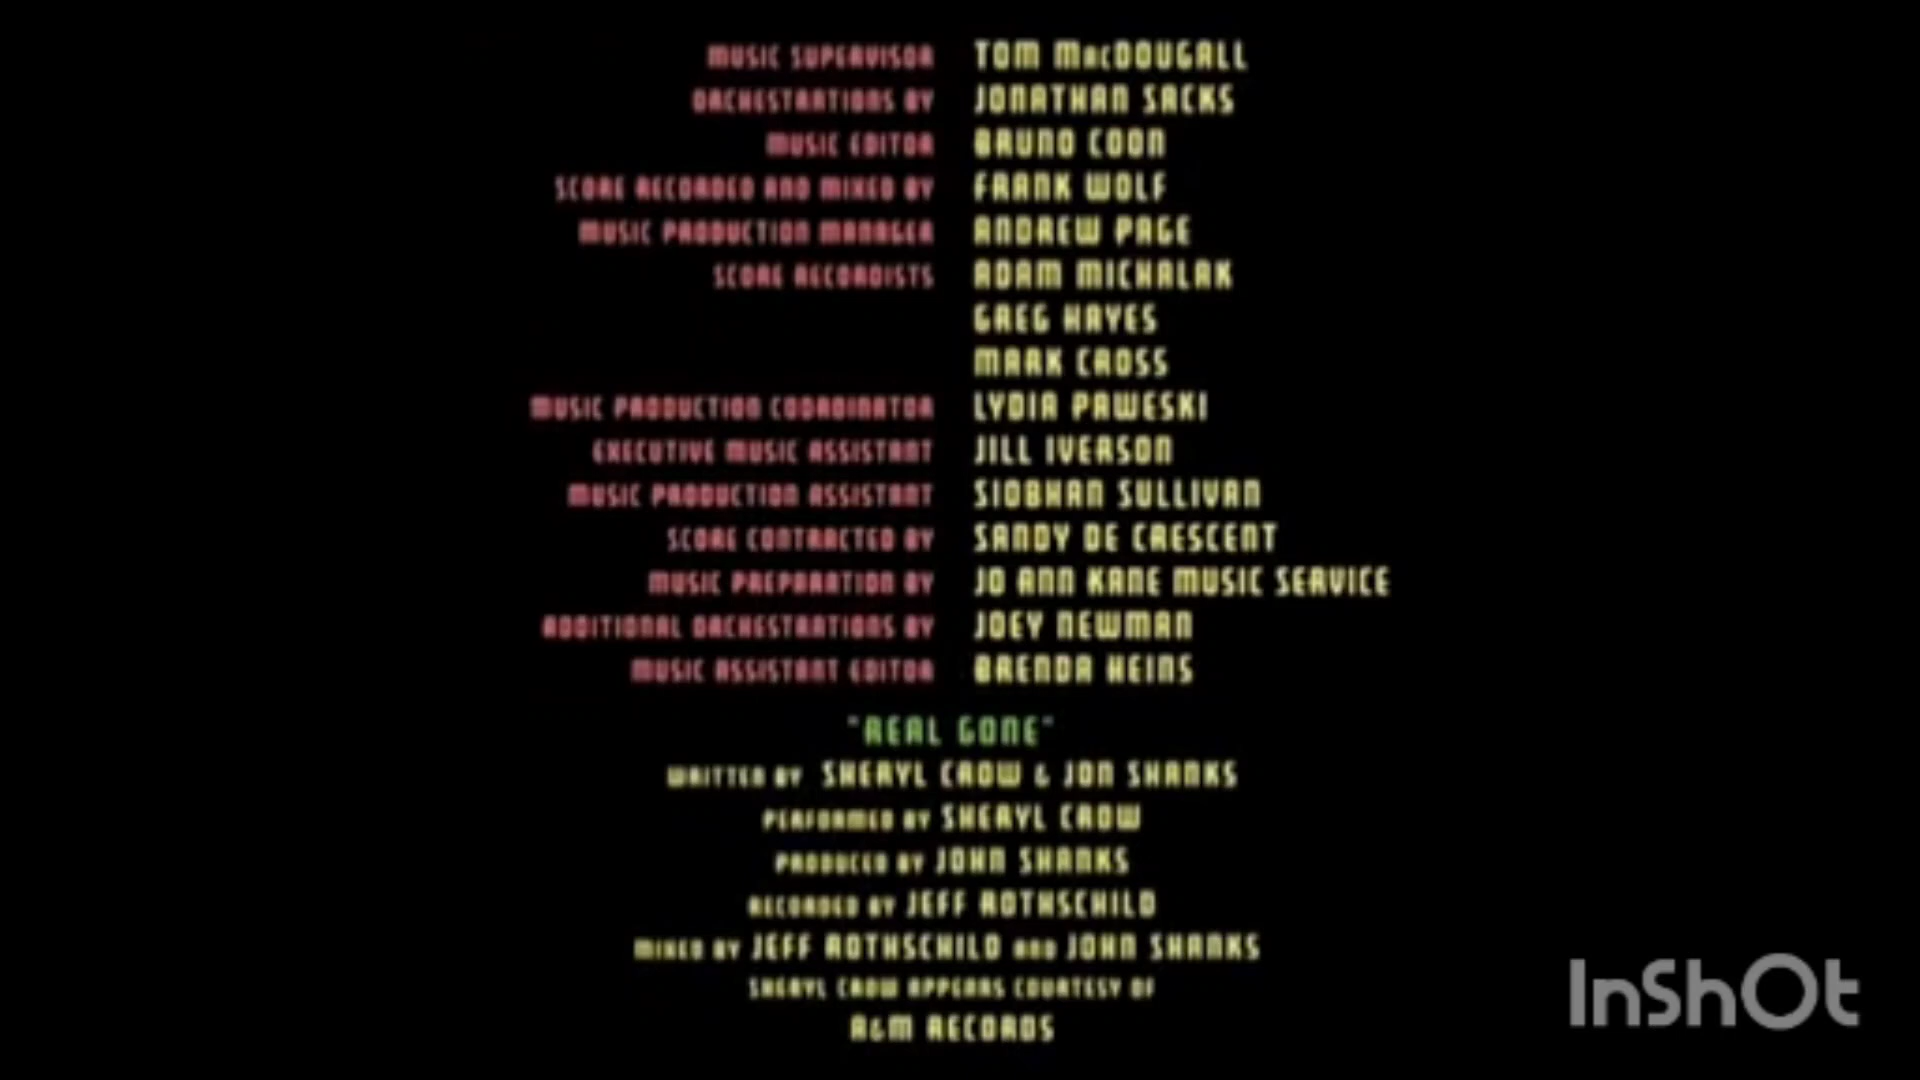 MUSIC SUPERVISOR TOM MacDOUGALL
ORCHESTRATIONS BY JONATHAN SACKS
MUSIC EDITOR BRUNO COON
SCORE RECORDED AND MIXED BY FRANK WOLF
MUSIC PRODUCTION MANAGER ANDREW PAGE
SCORE RECORDISTS ADAM MICHALAK
GREG HAYES
MARK CROSS
MUSIC PRODUCTION COORDINATOR LYDIA PAWESKI
EXECUTIVE MUSIC ASSISTANT JILL IVERSON
MUSIC PRODUCTION ASSISTANT SIOBHAN SULLIVAN
SCORE CONTRACTED BY SANDY DE CRESCENT
MUSIC PREPARATION BY JO ANN KANE MUSIC SERVICE
ADDITIONAL ORCHESTRATIONS BY JOEY NEWMAN
MUSIC ASSISTANT EDITOR BRENDA HEINS
"REAL GONE"
WRITTEN BY SHERYL CROW & JON SHANKS
PERFORMED BY SHERYL CROW
PRODUCED BY JOHN SHANKS
RECORDED BY JEFF ROTHSCHILD
MIXED BY JEFF ROTHSCHILD AND JOHN SHANKS
SHERYL CROW APPEARS COURTESY OF
A&M RECORDS
InShOt